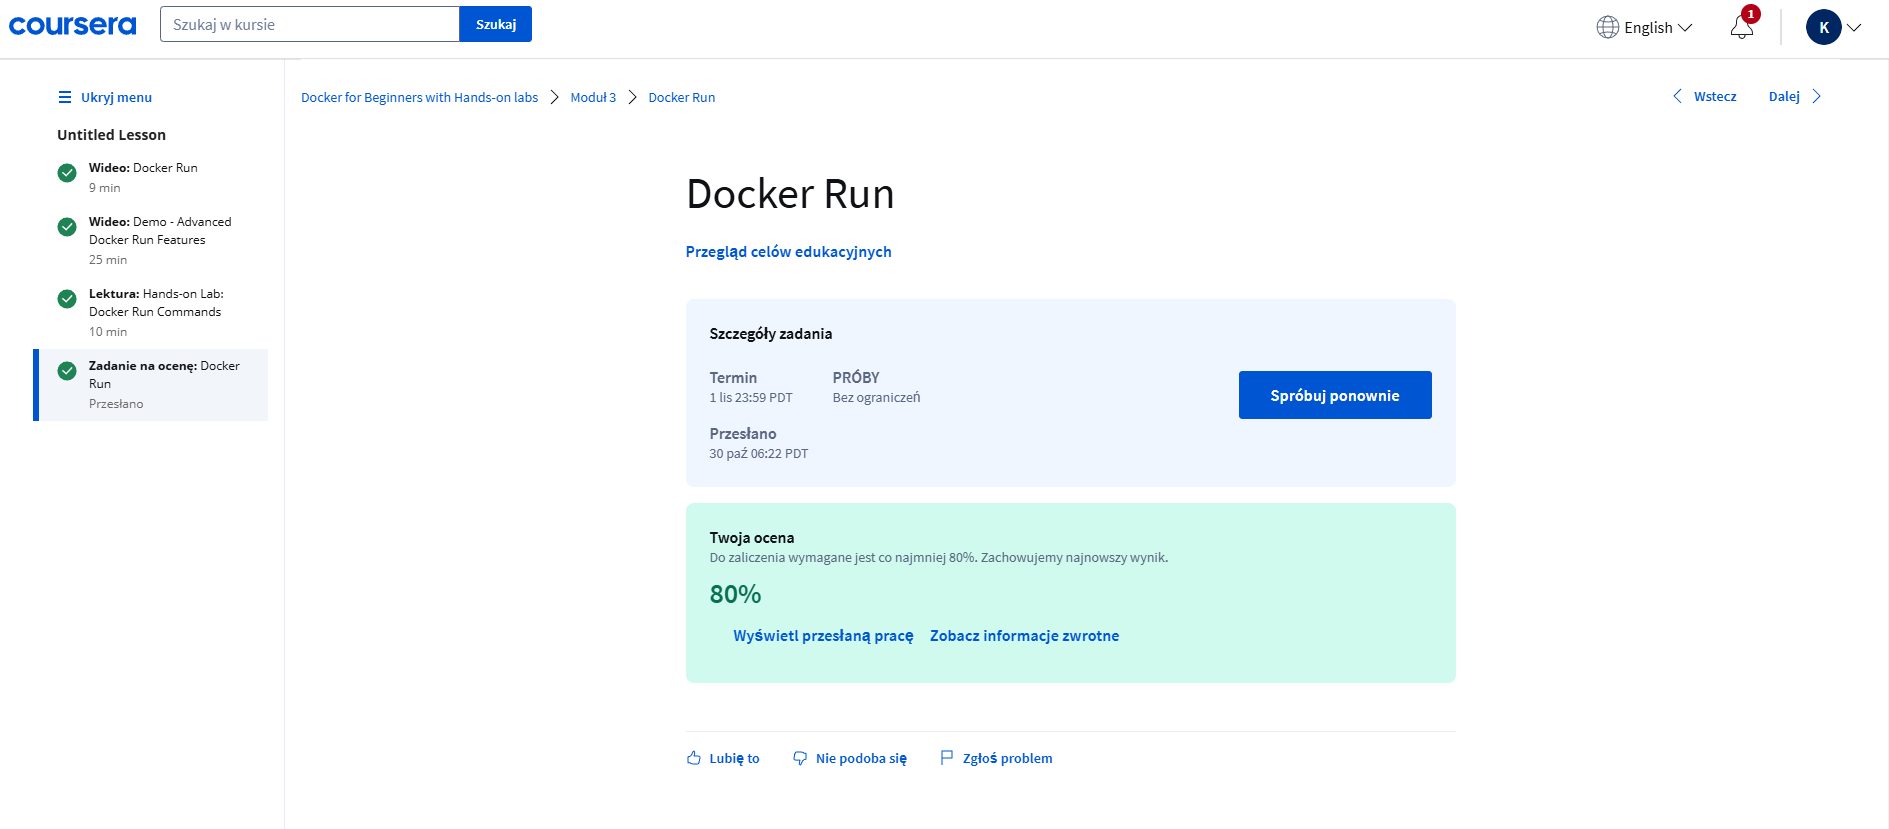 coursera
Szukaj w kursie
Szukaj
English
1
K
Ukryj menu
Docker for Beginners with Hands-on labs
Moduł 3
Docker Run
Wstecz
Dalej
Untitled Lesson
Wideo: Docker Run
9 min
Wideo: Demo - Advanced
Docker Run Features
25 min
Lektura: Hands-on Lab:
Docker Run Commands
10 min
Zadanie na ocenę: Docker
Run
Przesłano
Docker Run
Przegląd celów edukacyjnych
Szczegóły zadania
Termin
1 lis 23:59 PDT
PRÓBY
Bez ograniczeń
Przesłano
30 paź 06:22 PDT
Spróbuj ponownie
Twoja ocena
Do zaliczenia wymagane jest co najmniej 80%. Zachowujemy najnowszy wynik.
80%
Wyświetl przesłaną pracę
Zobacz informacje zwrotne
Lubię to
Nie podoba się
Zgłoś problem